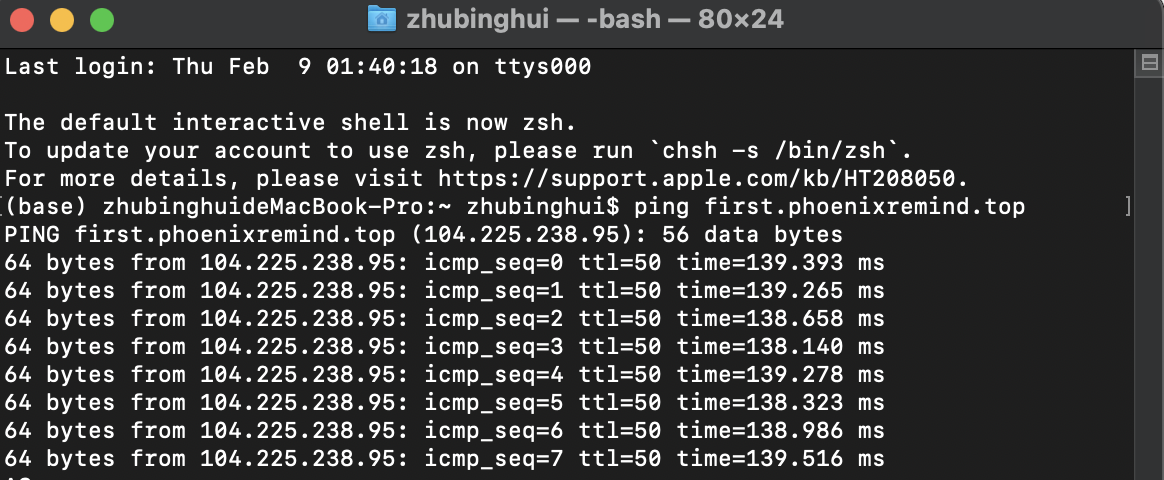 zhubinghui — -bash — 80×24
Last login: Thu Feb  9 01:40:18 on ttys000
The default interactive shell is now zsh.
To update your account to use zsh, please run `chsh -s /bin/zsh`.
For more details, please visit https://support.apple.com/kb/HT208050.
[(base) zhubinghuideMacBook-Pro:~ zhubinghui$ ping first.phoenixremind.top ]
PING first.phoenixremind.top (104.225.238.95): 56 data bytes
64 bytes from 104.225.238.95: icmp_seq=0 ttl=50 time=139.393 ms
64 bytes from 104.225.238.95: icmp_seq=1 ttl=50 time=139.265 ms
64 bytes from 104.225.238.95: icmp_seq=2 ttl=50 time=138.658 ms
64 bytes from 104.225.238.95: icmp_seq=3 ttl=50 time=138.140 ms
64 bytes from 104.225.238.95: icmp_seq=4 ttl=50 time=139.278 ms
64 bytes from 104.225.238.95: icmp_seq=5 ttl=50 time=138.323 ms
64 bytes from 104.225.238.95: icmp_seq=6 ttl=50 time=138.986 ms
64 bytes from 104.225.238.95: icmp_seq=7 ttl=50 time=139.516 ms